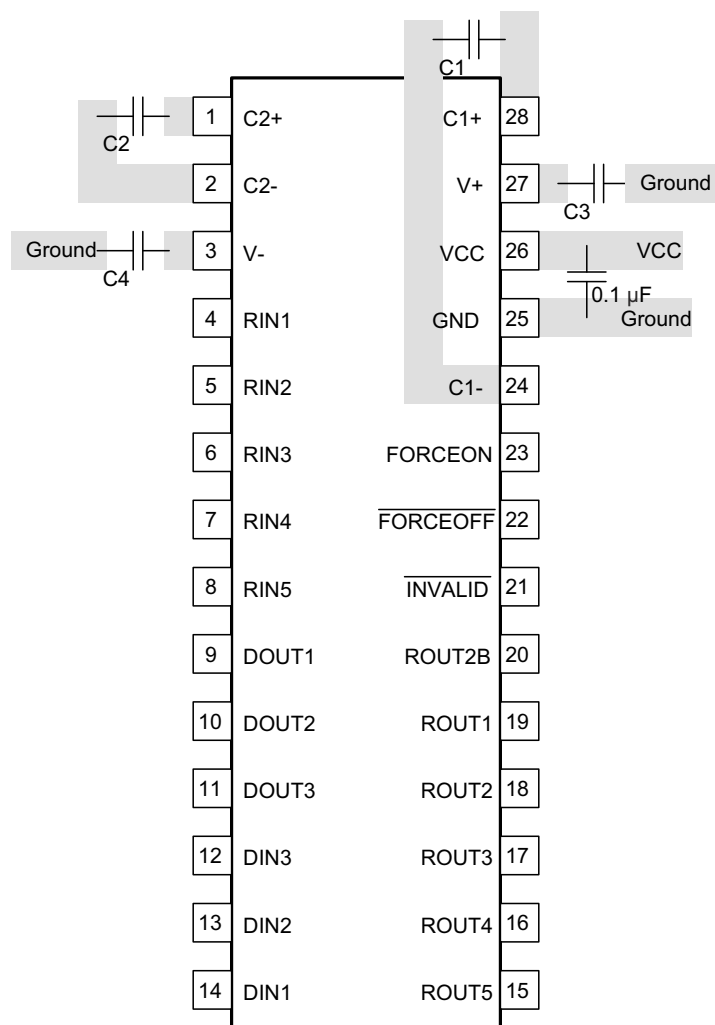 C1
1 C2+ C1+ 28
C2
2 C2- V+ 27 Ground
C3
Ground 3 V- VCC 26 VCC
C4
0.1 µF
4 RIN1 GND 25 Ground
5 RIN2 C1- 24
6 RIN3 FORCEON 23
7 RIN4 FORCEOFF 22
8 RIN5 INVALID 21
9 DOUT1 ROUT2B 20
10 DOUT2 ROUT1 19
11 DOUT3 ROUT2 18
12 DIN3 ROUT3 17
13 DIN2 ROUT4 16
14 DIN1 ROUT5 15